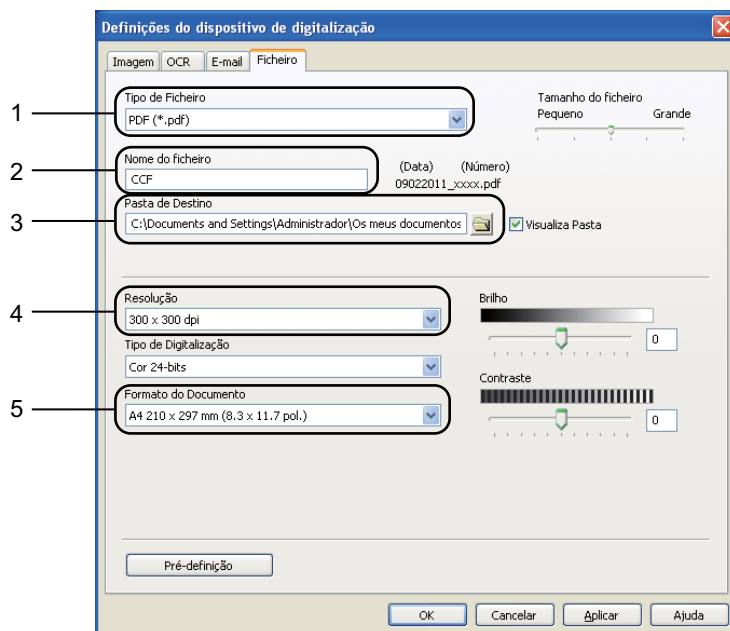 Definições do dispositivo de digitalização
Imagem OCR E-mail Ficheiro
1
Tipo de Ficheiro
PDF (*.pdf)
Tamanho do ficheiro
Pequeno Grande
2
Nome do ficheiro
CCF
(Data) (Número)
09022011_xxxx.pdf
3
Pasta de Destino
C:\Documents and Settings\Administrador\Os meus documentos
Visualiza Pasta
4
Resolução
300 x 300 dpi
Brilho
0
Tipo de Digitalização
Cor 24-bits
Contraste
0
5
Formato do Documento
A4 210 x 297 mm (8.3 x 11.7 pol.)
Pré-definição
OK Cancelar Aplicar Ajuda